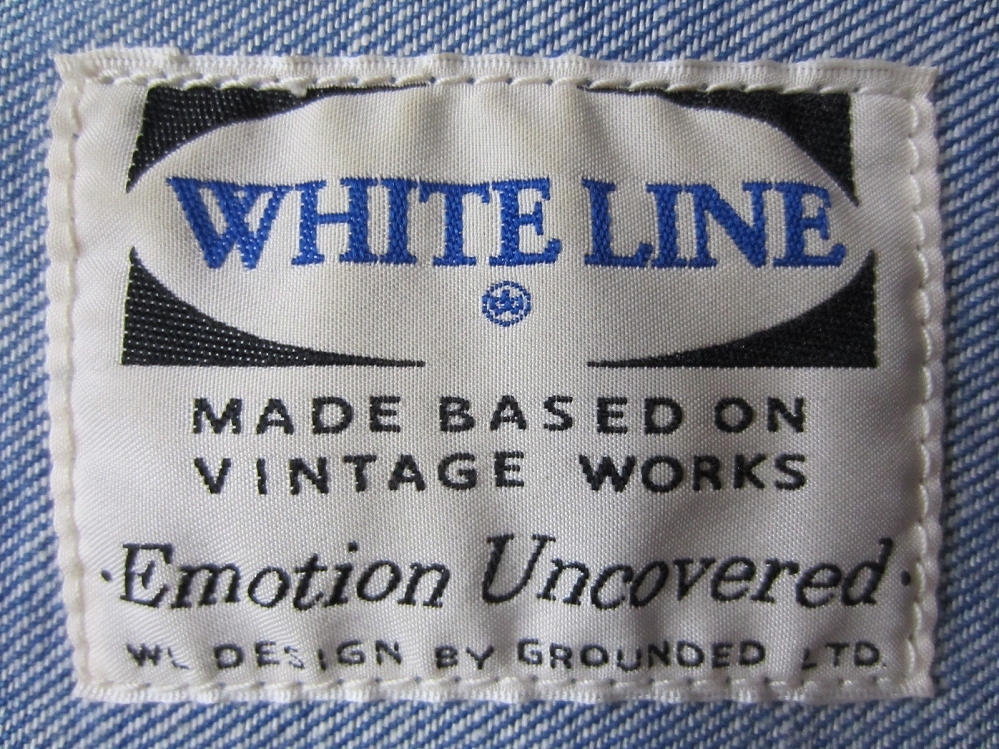 WHITE LINE
MADE BASED ON
VINTAGE WORKS
·Emotion Uncovered·
WL DESIGN BY GROUNDED LTD.